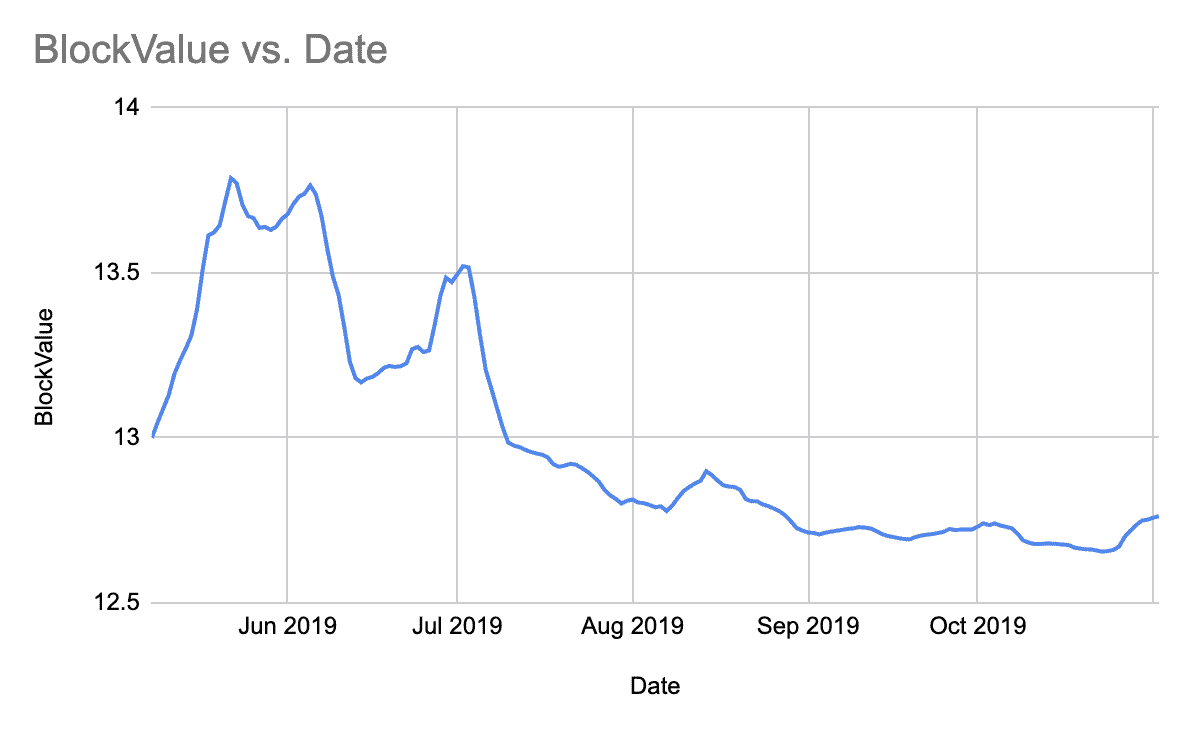 BlockValue vs. Date
14
13.5
13
12.5
BlockValue
Jun 2019
Jul 2019
Aug 2019
Sep 2019
Oct 2019
Date